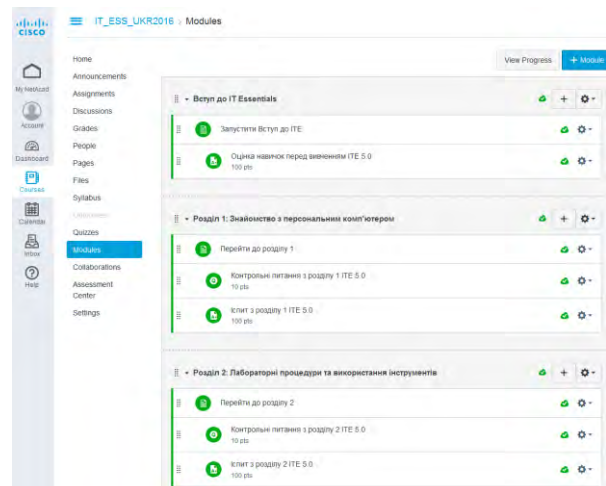 CISCO
IT_ESS_UKR2016 › Modules
My NetAcad
Account
Dashboard
Courses
Calendar
Inbox
Help
Home
Announcements
Assignments
Discussions
Grades
People
Pages
Files
Syllabus
Quizzes
Modules
Collaborations
Assessment
Center
Settings
View Progress
+ Module
Вступ до IT Essentials
Запустити Вступ до ITE
Оцінка навичок перед вивченням ITE 5.0
100 pts
Розділ 1: Знайомство з персональним комп'ютером
Перейти до розділу 1
Контрольні питання з розділу 1 ITE 5.0
10 pts
Іспит з розділу 1 ITE 5.0
100 pts
Розділ 2: Лабораторні процедури та використання інструментів
Перейти до розділу 2
Контрольні питання з розділу 2 ITE 5.0
10 pts
Іспит з розділу 2 ITE 5.0
100 pts